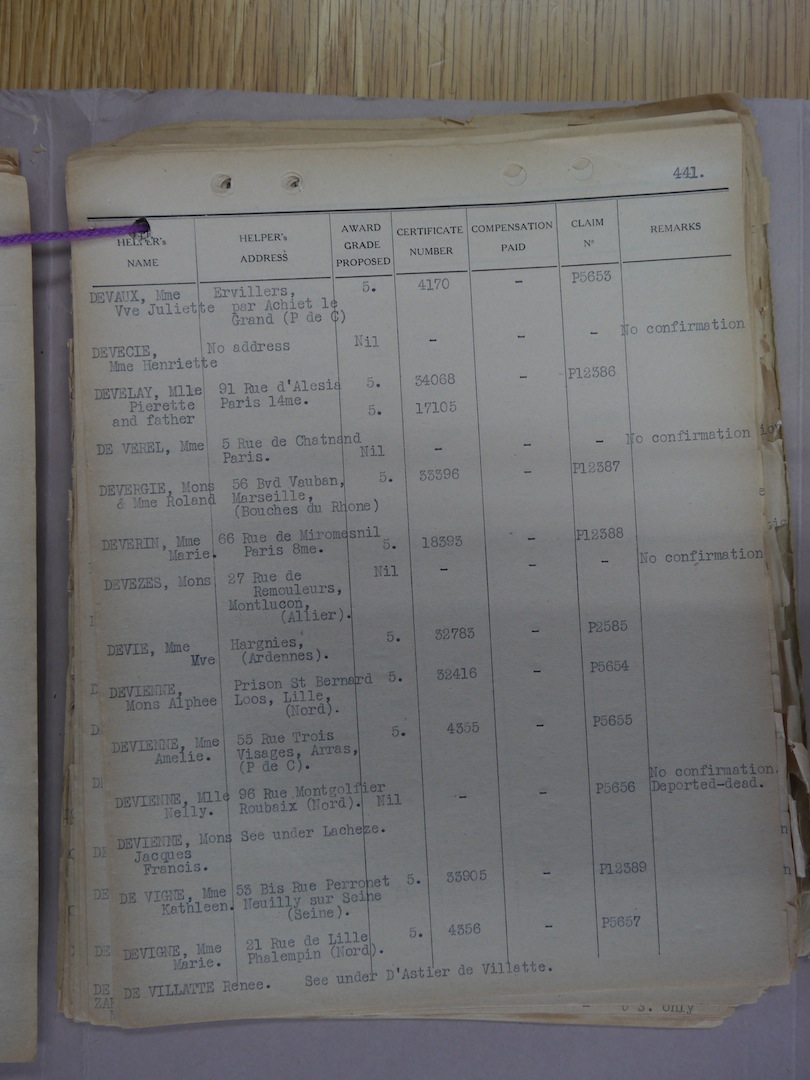 441.
HELPER's NAME HELPER's ADDRESS AWARD GRADE PROPOSED CERTIFICATE NUMBER COMPENSATION PAID CLAIM Nº REMARKS
DEVAUX, Mme Ervillers, 5. 4170 - P5653
Vve Juliette par Achiet le
Grand (P de C)
DEVECIE, No address Nil - - - No confirmation
Mme Henriette
DEVELAY, Mlle 91 Rue d'Alesia 5. 34068 - P12386
Pierette Paris 14me. 5. 17105
and father
DE VEREL, Mme 5 Rue de Chatnand Nil - - - No confirmation
Paris.
DEVERGIE, Mons 56 Bvd Vauban, 5. 33396 - P12387
& Mme Roland Marseille,
(Bouches du Rhone)
DEVERIN, Mme 66 Rue de Miromesnil 5. 18393 - P12388
Marie. Paris 8me.
DEVEZES, Mons 27 Rue de Nil - - - No confirmation
Remouleurs,
Montlucon,
(Allier).
DEVIE, Mme Hargnies, 5. 32783 - P2585
Vve (Ardennes).
DEVIENNE, Prison St Bernard 5. 32416 - P5654
Mons Alphee Loos, Lille,
(Nord).
DEVIENNE, Mme 55 Rue Trois 5. 4355 - P5655
Amelie. Visages, Arras,
(P de C).
DEVIENNE, Mlle 96 Rue Montgolfier Nil - - P5656 No confirmation.
Nelly. Roubaix (Nord). Deported-dead.
DEVIENNE, Mons See under Lacheze.
Jacques
Francis.
DE VIGNE, Mme 53 Bis Rue Perronet 5. 33905 - P12389
Kathleen. Neuilly sur Seine
(Seine).
DEVIGNE, Mme 21 Rue de Lille 5. 4356 - P5657
Marie. Phalempin (Nord).
DE VILLATTE Renee. See under D'Astier de Villatte.
S. only